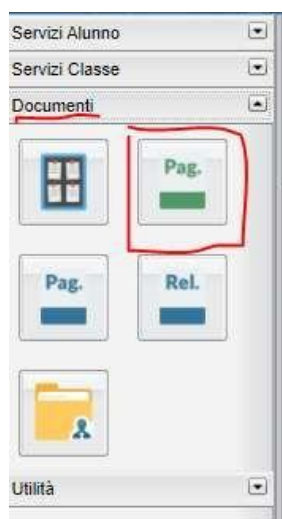 Servizi Alunno
Servizi Classe
Documenti
Pag.
Pag. Rel.
Utilità